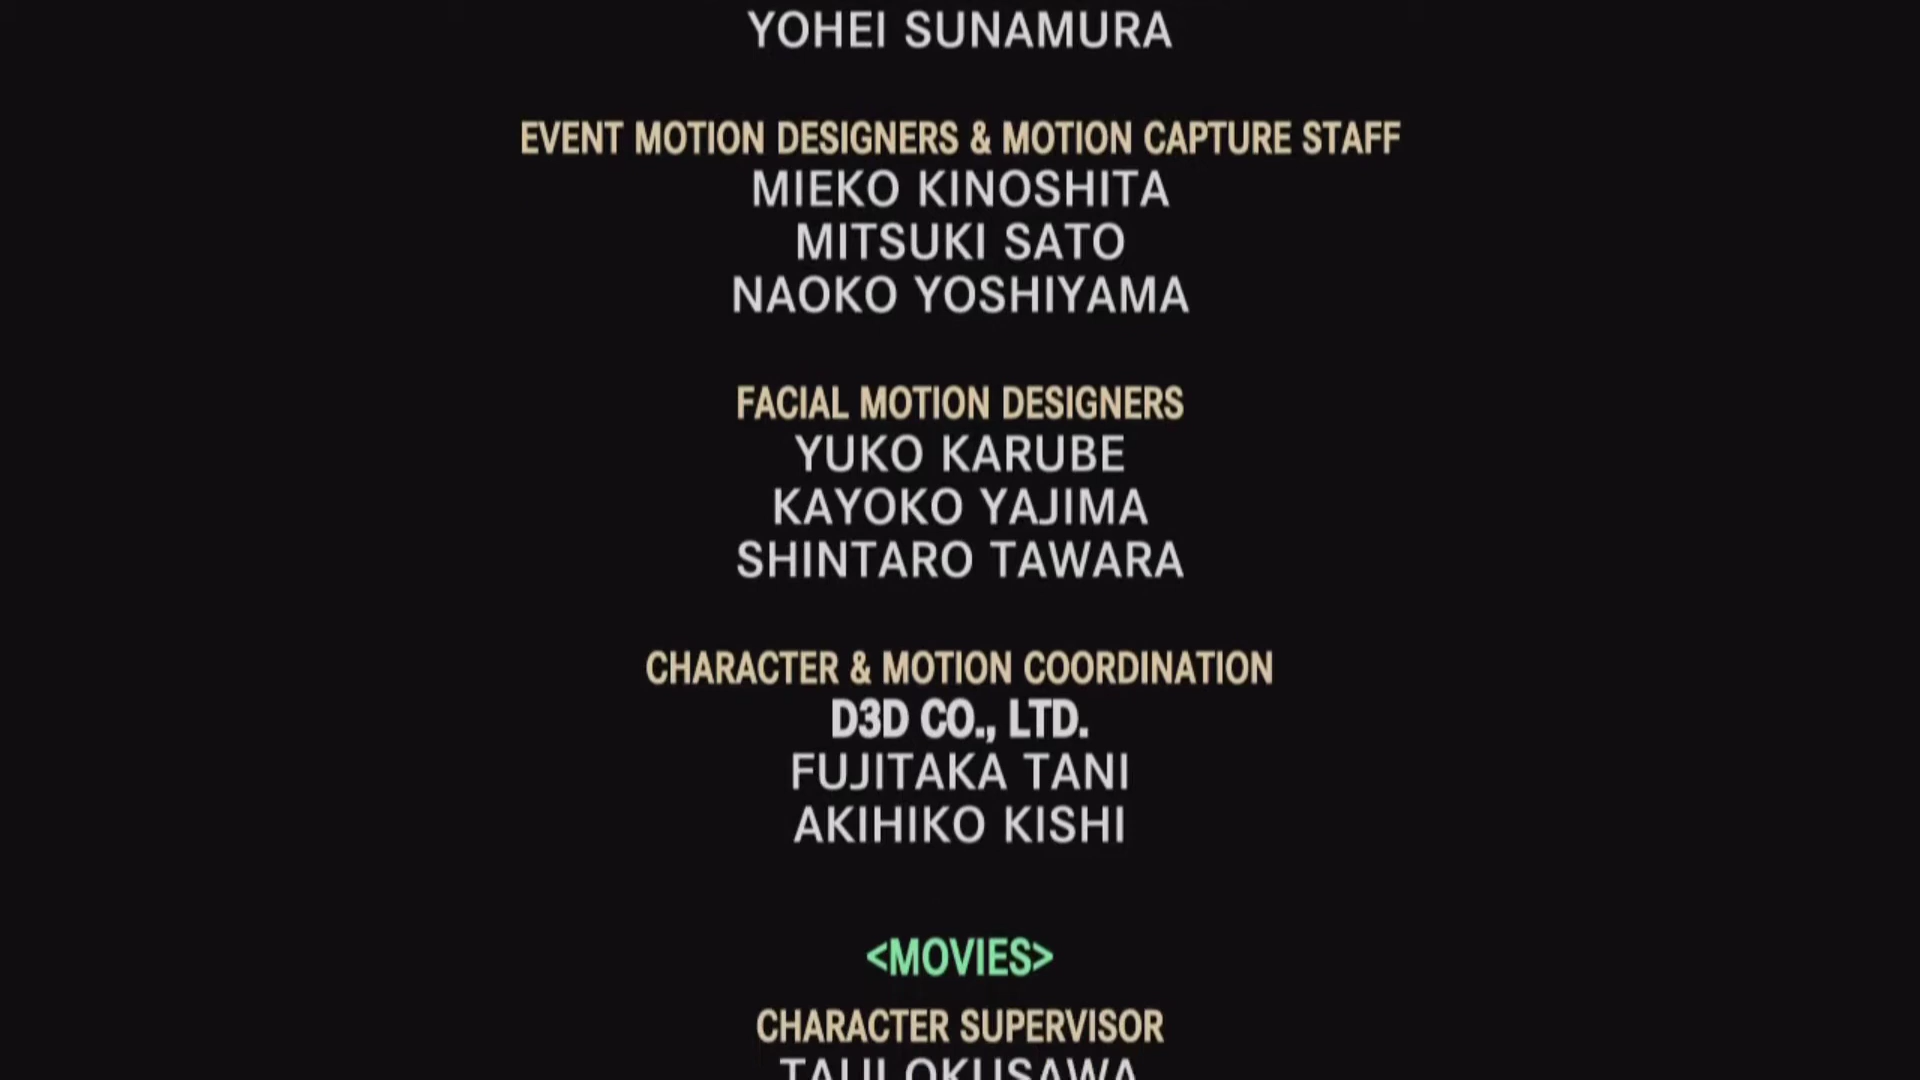 YOHEI SUNAMURA
EVENT MOTION DESIGNERS & MOTION CAPTURE STAFF
MIEKO KINOSHITA
MITSUKI SATO
NAOKO YOSHIYAMA
FACIAL MOTION DESIGNERS
YUKO KARUBE
KAYOKO YAJIMA
SHINTARO TAWARA
CHARACTER & MOTION COORDINATION
D3D CO., LTD.
FUJITAKA TANI
AKIHIKO KISHI
<MOVIES>
CHARACTER SUPERVISOR
OKUSAWA